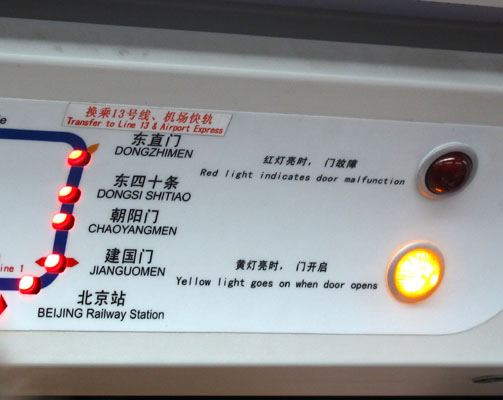 换乘13号线、机场快轨
Transfer to Line 13 & Airport Express
东直门
DONGZHIMEN
东四十条
DONGSI SHITIAO
朝阳门
CHAOYANGMEN
建国门
JIANGUOMEN
北京站
BEIJING Railway Station
ine 1
红灯亮时， 门故障
Red light indicates door malfunction
黄灯亮时， 门开启
Yellow light goes on when door opens